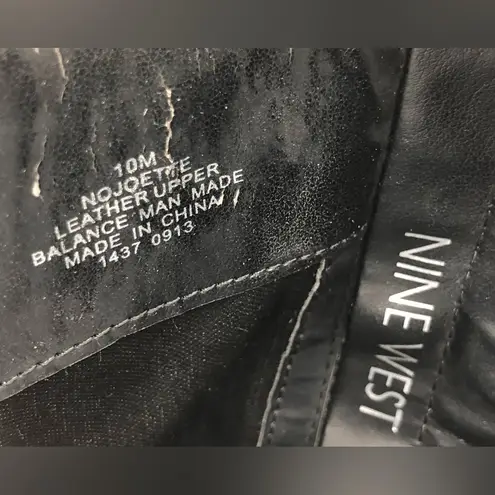 10M
NOJOETTE
LEATHER UPPER
BALANCE MAN MADE
MADE IN CHINA
1437 0913
NINE WEST